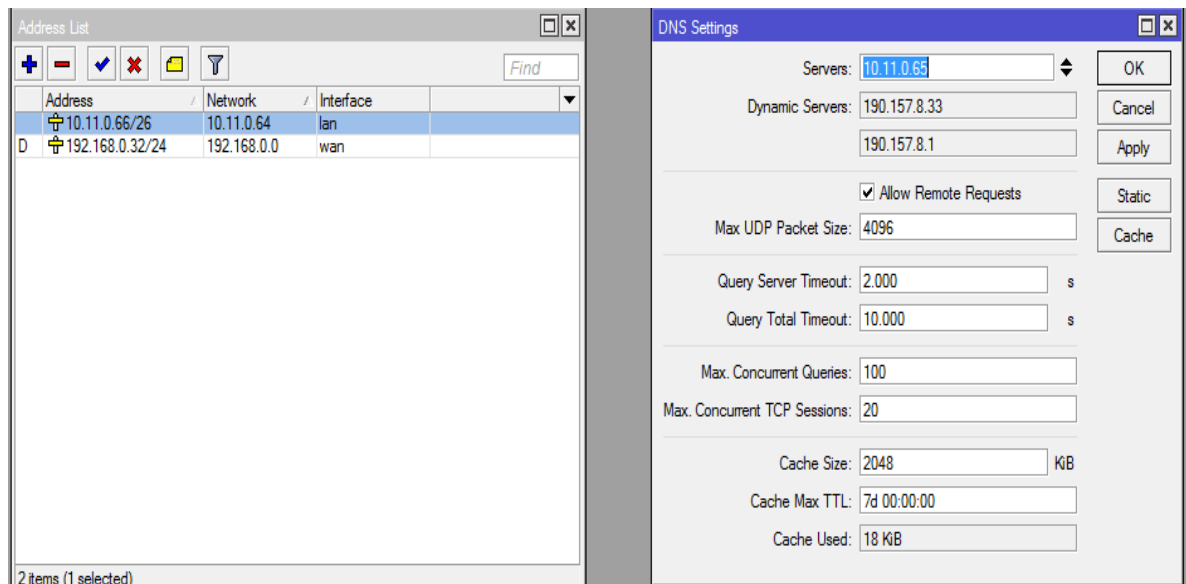 Address List
Find
Address Network Interface
10.11.0.66/26 10.11.0.64 lan
D 192.168.0.32/24 192.168.0.0 wan
2 items (1 selected)
DNS Settings
Servers: 10.11.0.65
OK
Dynamic Servers: 190.157.8.33
Cancel
190.157.8.1
Apply
Allow Remote Requests
Static
Max UDP Packet Size: 4096
Cache
Query Server Timeout: 2.000 s
Query Total Timeout: 10.000 s
Max. Concurrent Queries: 100
Max. Concurrent TCP Sessions: 20
Cache Size: 2048 KiB
Cache Max TTL: 7d 00:00:00
Cache Used: 18 KiB